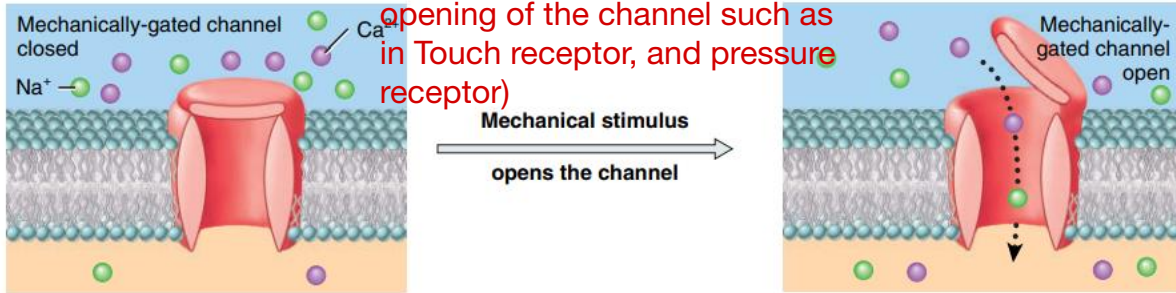 opening of the channel such as
in Touch receptor, and pressure
receptor)
Mechanically-gated channel
closed
Ca2+
Na+
Mechanical stimulus
opens the channel
Mechanically-
gated channel
open